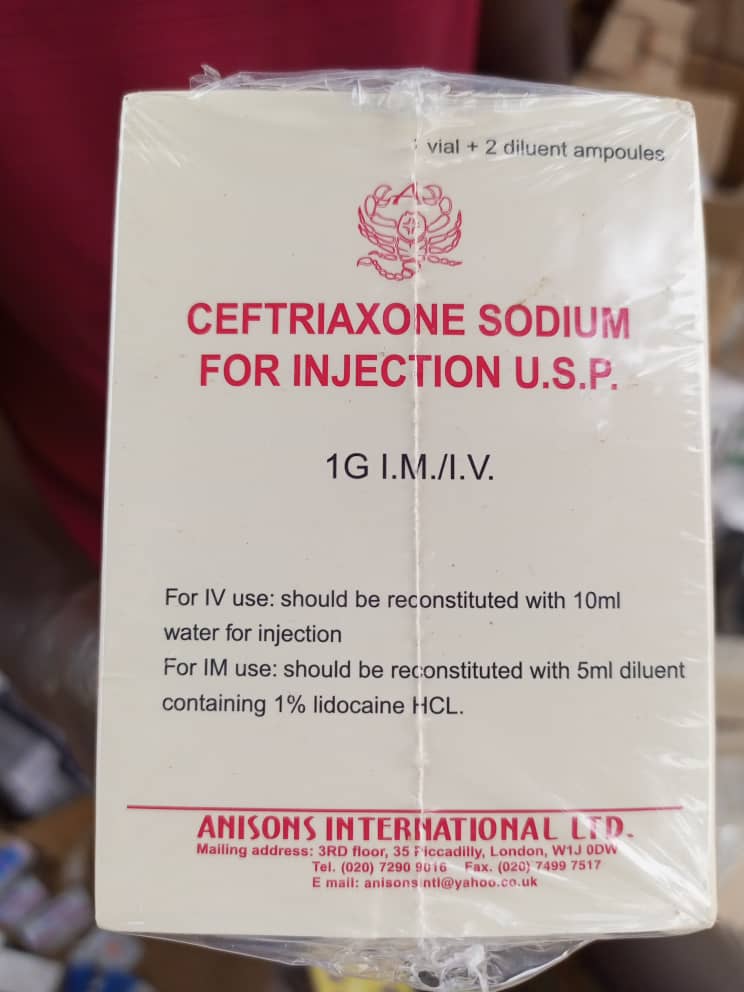 vial + 2 diluent ampoules
CEFTRIAXONE SODIUM
FOR INJECTION U.S.P.
1G I.M./I.V.
For IV use: should be reconstituted with 10ml
water for injection
For IM use: should be reconstituted with 5ml diluent
containing 1% lidocaine HCL.
ANISONS INTERNATIONAL LTD.
Mailing address: 3RD floor, 35 Piccadilly, London, W1J 0DW
Tel. (020) 7290 9016 Fax. (020) 7499 7517
E mail: anisonsintl@yahoo.co.uk